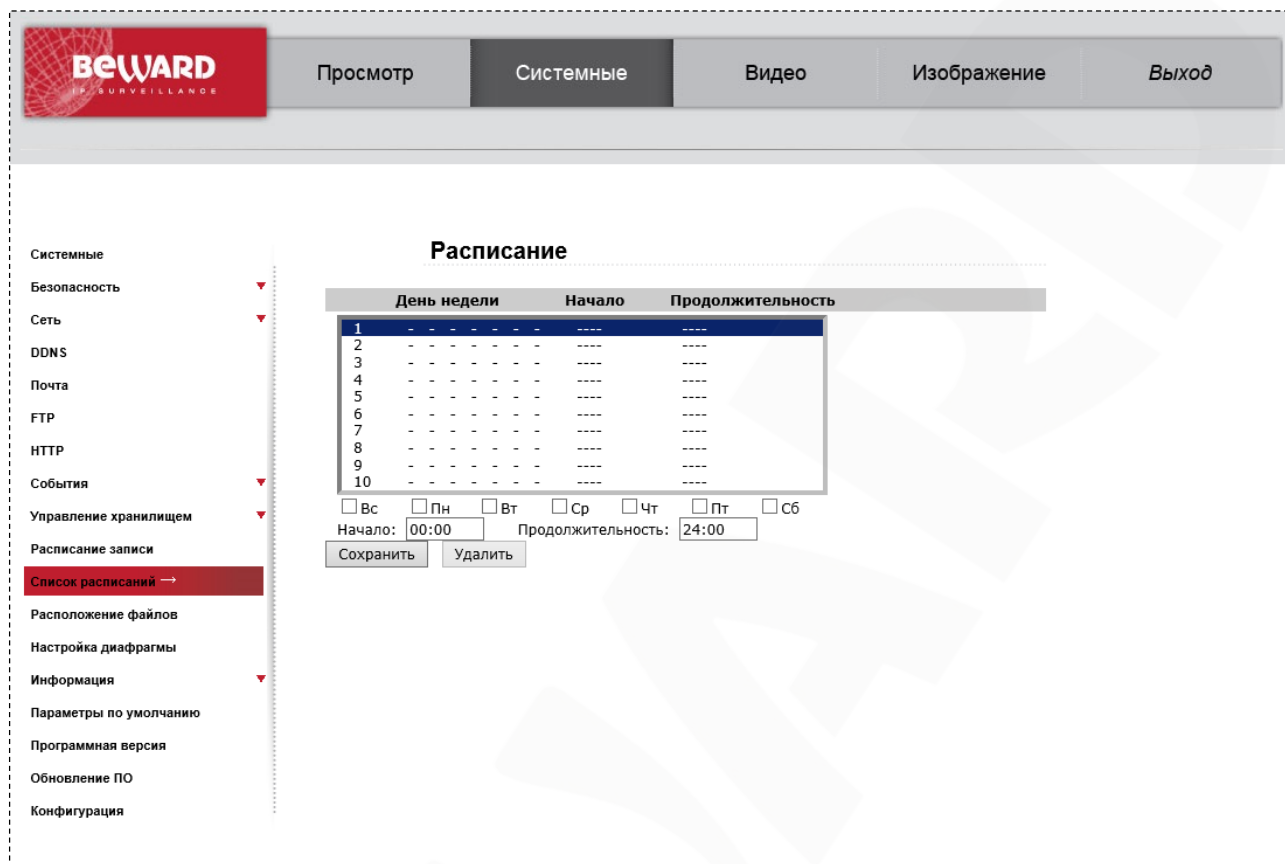 BEWARD
IP SURVEILLANCE
Просмотр Системные Видео Изображение Выход
Расписание
Системные
Безопасность
Сеть
DDNS
Почта
FTP
HTTP
События
Управление хранилищем
Расписание записи
Список расписаний →
Расположение файлов
Настройка диафрагмы
Информация
Параметры по умолчанию
Программная версия
Обновление ПО
Конфигурация
День недели Начало Продолжительность
1 - - - - - - - ---- ----
2 - - - - - - - ---- ----
3 - - - - - - - ---- ----
4 - - - - - - - ---- ----
5 - - - - - - - ---- ----
6 - - - - - - - ---- ----
7 - - - - - - - ---- ----
8 - - - - - - - ---- ----
9 - - - - - - - ---- ----
10 - - - - - - - ---- ----
Вс Пн Вт Ср Чт Пт Сб
Начало: 00:00 Продолжительность: 24:00
Сохранить Удалить